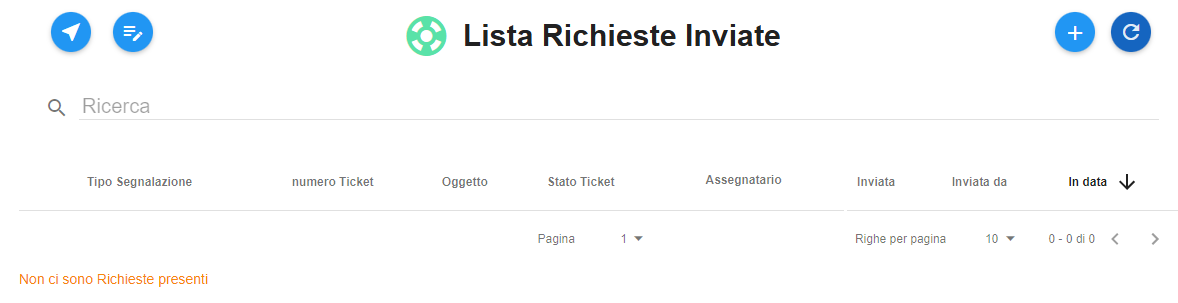 Lista Richieste Inviate
Ricerca
Tipo Segnalazione numero Ticket Oggetto Stato Ticket Assegnatario Inviata Inviata da In data
Pagina 1 Righe per pagina 10 0 - 0 di 0
Non ci sono Richieste presenti